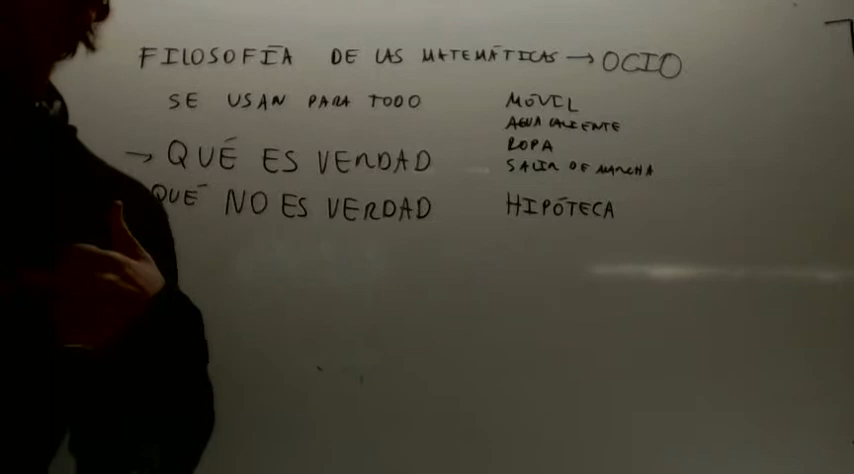 FILOSOFÍA DE LAS MATEMÁTICAS → OCIO
SE USAN PARA TODO
→ QUÉ ES VERDAD
QUÉ NO ES VERDAD
MÓVIL
AGUA CALIENTE
ROPA
SALIR DE MARCHA
HIPÓTECA